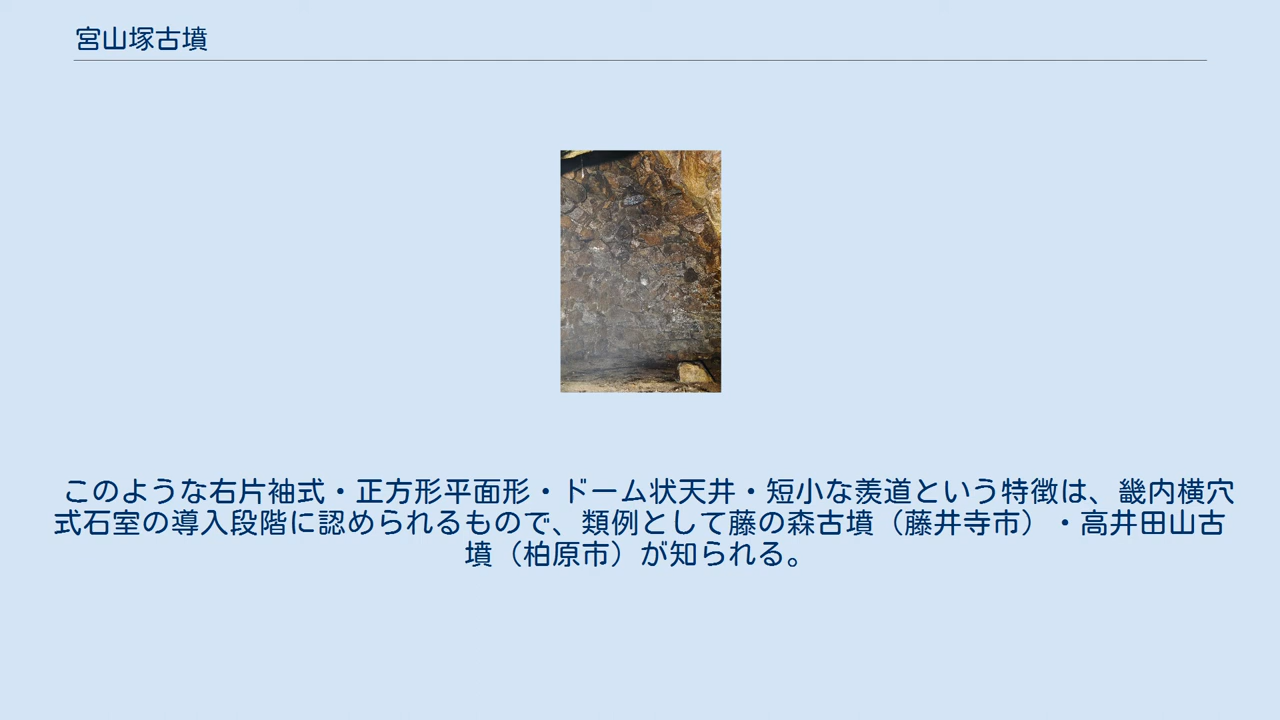 宮山塚古墳
このような右片袖式・正方形平面形・ドーム状天井・短小な羨道という特徴は、畿内横穴
式石室の導入段階に認められるもので、類例として藤の森古墳（藤井寺市）・高井田山古
墳（柏原市）が知られる。